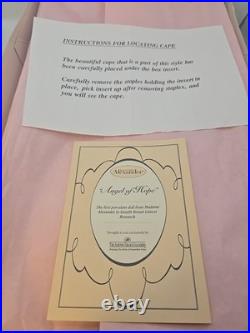 INSTRUCTIONS FOR LOCATING CAPE
The beautiful cape that is a part of this style has
been carefully placed under the box insert.
Carefully remove the staples holding the insert in
place, pick insert up after removing staples, and
you will see the cape.
Alexander
"Angel of Hope"
The first porcelain doll from Madame
Alexander to benefit Breast Cancer
Research